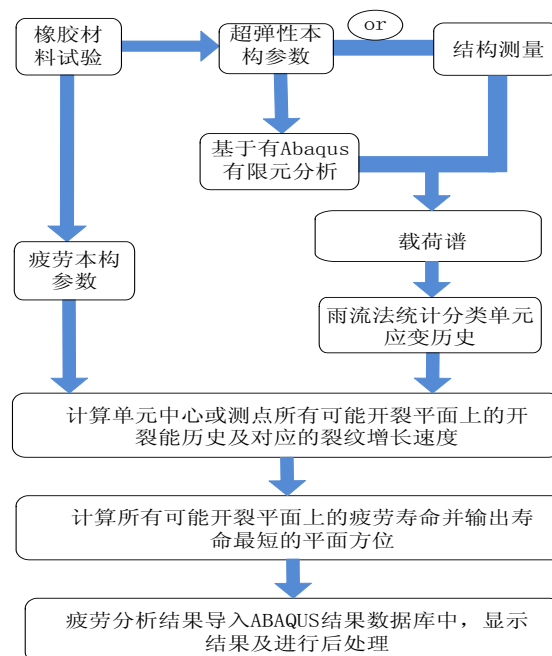 橡胶材
料试验
超弹性本
构参数
or
结构测量
基于有Abaqus
有限元分析
载荷谱
疲劳本构
参数
雨流法统计分类单元
应变历史
计算单元中心或测点所有可能开裂平面上的开
裂能历史及对应的裂纹增长速度
计算所有可能开裂平面上的疲劳寿命并输出寿
命最短的平面方位
疲劳分析结果导入ABAQUS结果数据库中，显示
结果及进行后处理